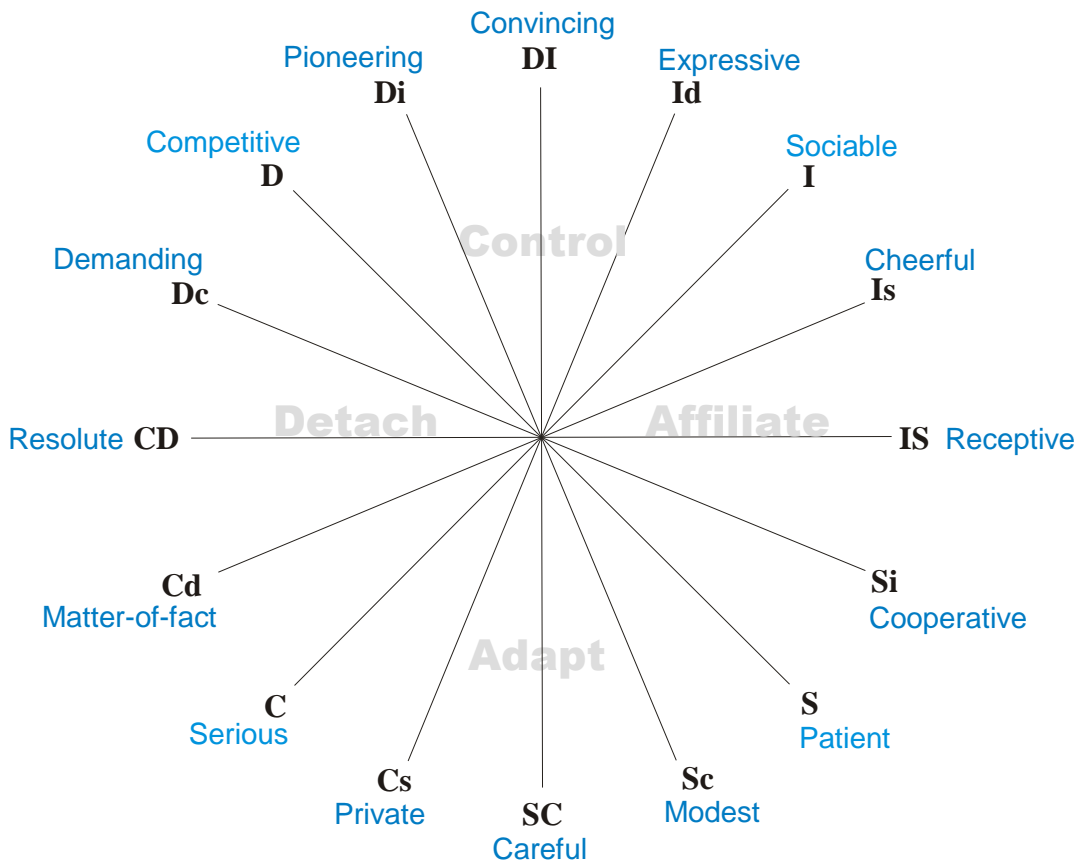 Convincing
DI
Pioneering
Di
Expressive
Id
Competitive
D
Sociable
I
Control
Demanding
Dc
Cheerful
Is
Detach
Affiliate
Resolute CD
IS Receptive
Cd
Matter-of-fact
Si
Cooperative
Adapt
C
Serious
S
Patient
Cs
Private
Sc
Modest
SC
Careful